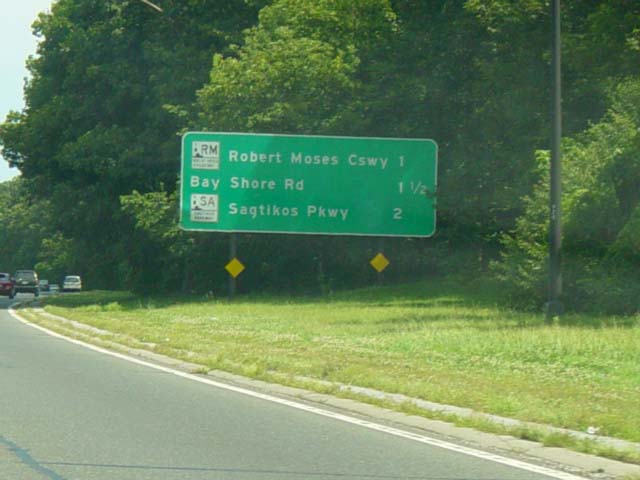 RM
Robert Moses Cswy 1
Bay Shore Rd 1 ½
SA
Sagtikos Pkwy 2